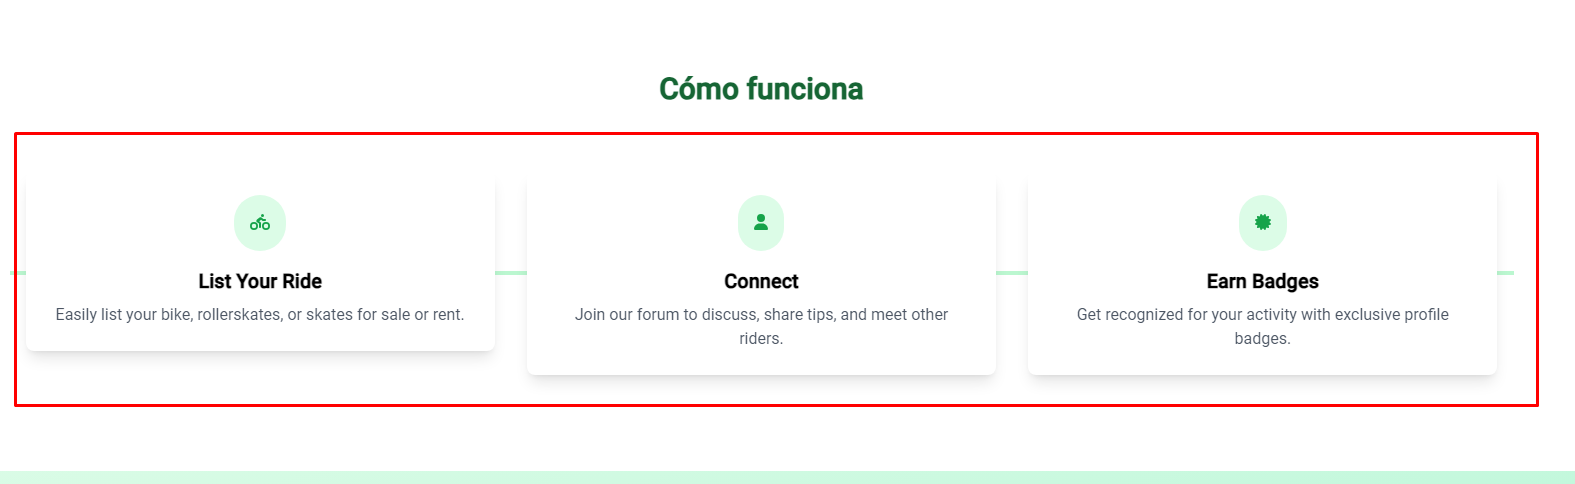 Cómo funciona
List Your Ride
Easily list your bike, rollerskates, or skates for sale or rent.
Connect
Join our forum to discuss, share tips, and meet other
riders.
Earn Badges
Get recognized for your activity with exclusive profile
badges.